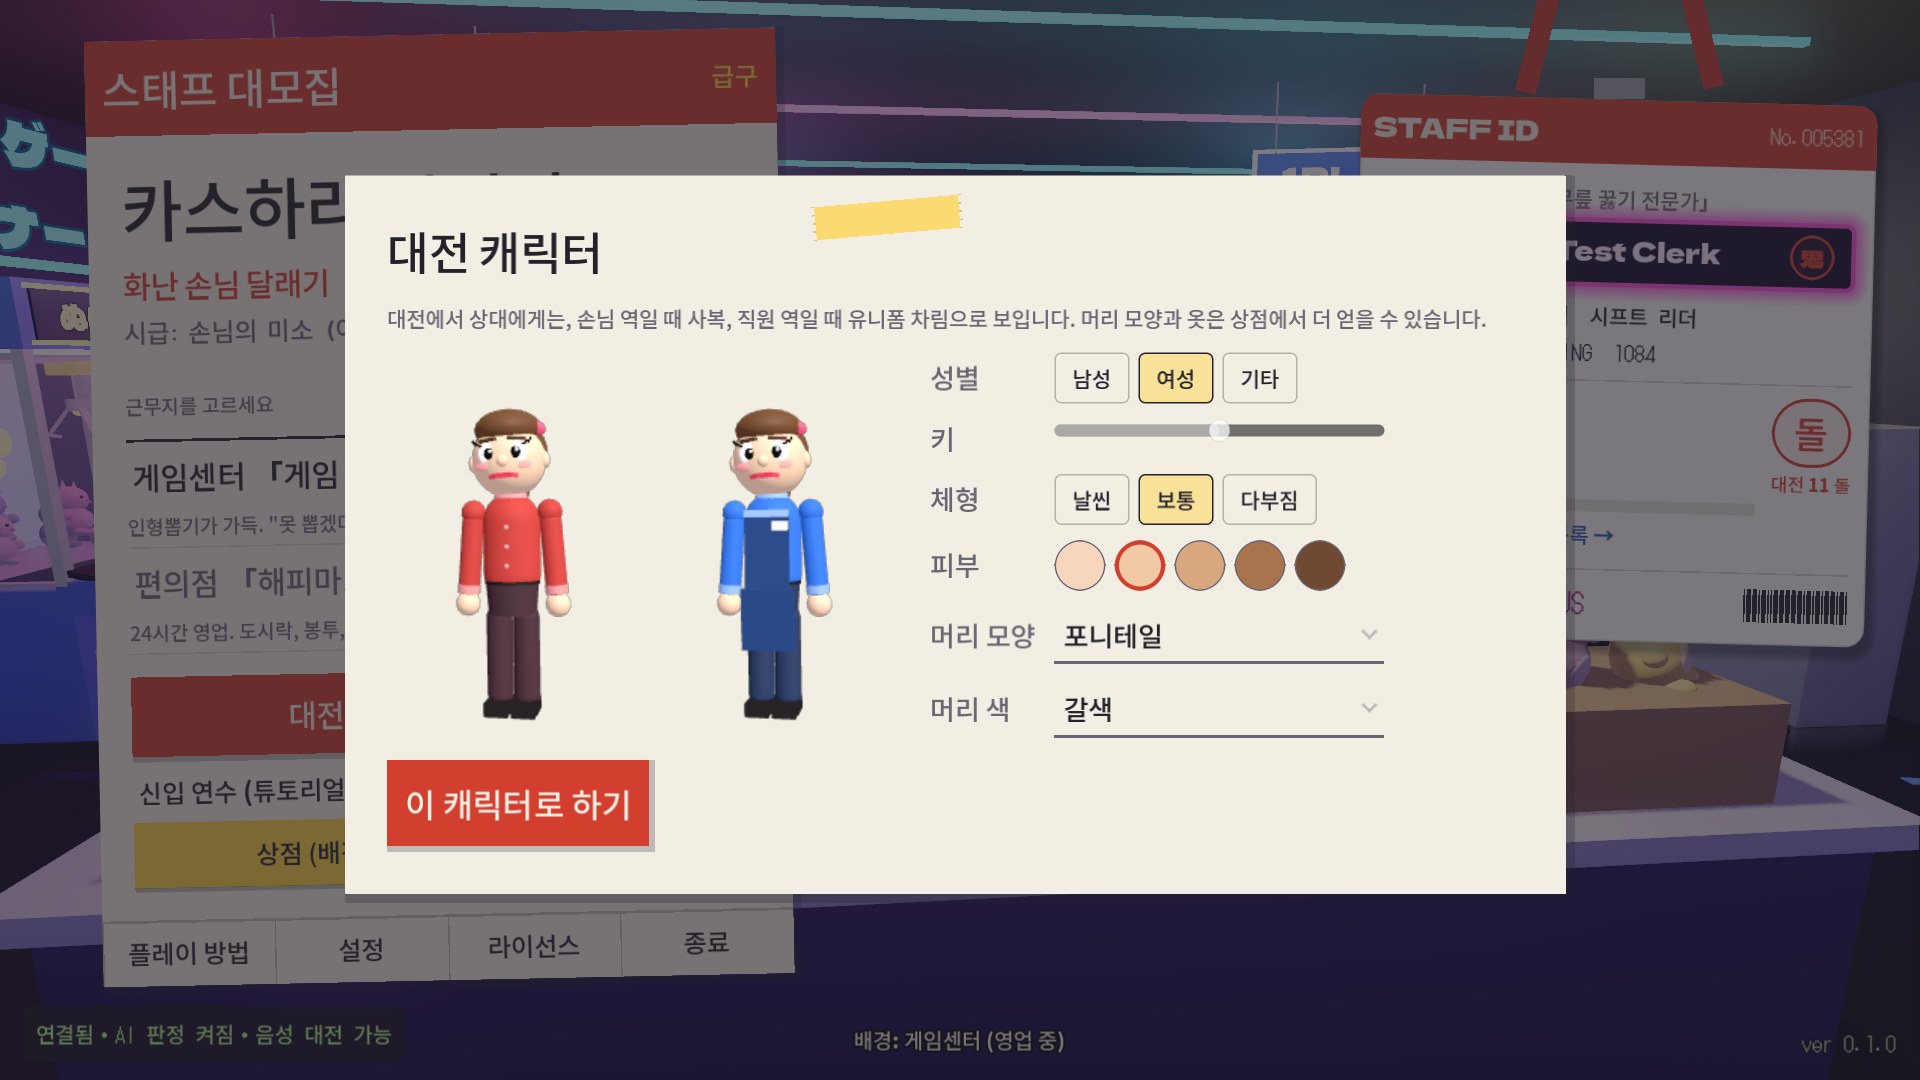 스태프 대모집
급구
카스하라
화난 손님 달래기
시급: 손님의 미소 (
근무지를 고르세요
게임센터 「게임
인형뽑기가 가득. "못 뽑겠
편의점 「해피마
24시간 영업. 도시락, 봉투,
대전
신입 연수 (튜토리얼
상점 (배
플레이 방법
설정
라이선스
종료
대전 캐릭터
대전에서 상대에게는, 손님 역일 때 사복, 직원 역일 때 유니폼 차림으로 보입니다. 머리 모양과 옷은 상점에서 더 얻을 수 있습니다.
성별
남성
여성
기타
키
체형
날씬
보통
다부짐
피부
머리 모양
포니테일
머리 색
갈색
이 캐릭터로 하기
STAFF ID
No. 005381
꿇기 전문가」
Test Clerk
鬼
시프트 리더
NG 1084
돌
대전 11 돌
록 →
US
ゲー
ナー
ぬ
연결됨 • AI 판정 켜짐 • 음성 대전 가능
배경: 게임센터 (영업 중)
ver 0.1.0